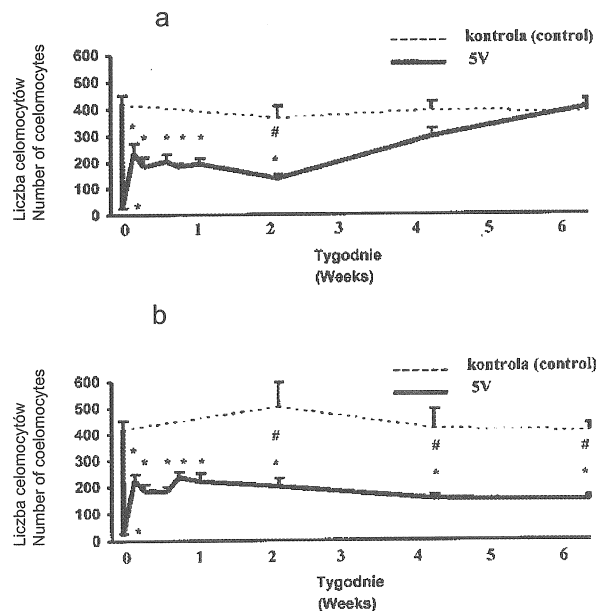 a
kontrola (control)
5V
Liczba celomocytów
Number of coelomocytes
600
500
400
300
200
100
0
* * * * * # *
*
0 1 2 3 4 5 6
Tygodnie
(Weeks)
b
kontrola (control)
5V
Liczba celomocytów
Number of coelomocytes
600
500
400
300
200
100
0
# # #
* * * * * * * *
*
0 1 2 3 4 5 6
Tygodnie
(Weeks)